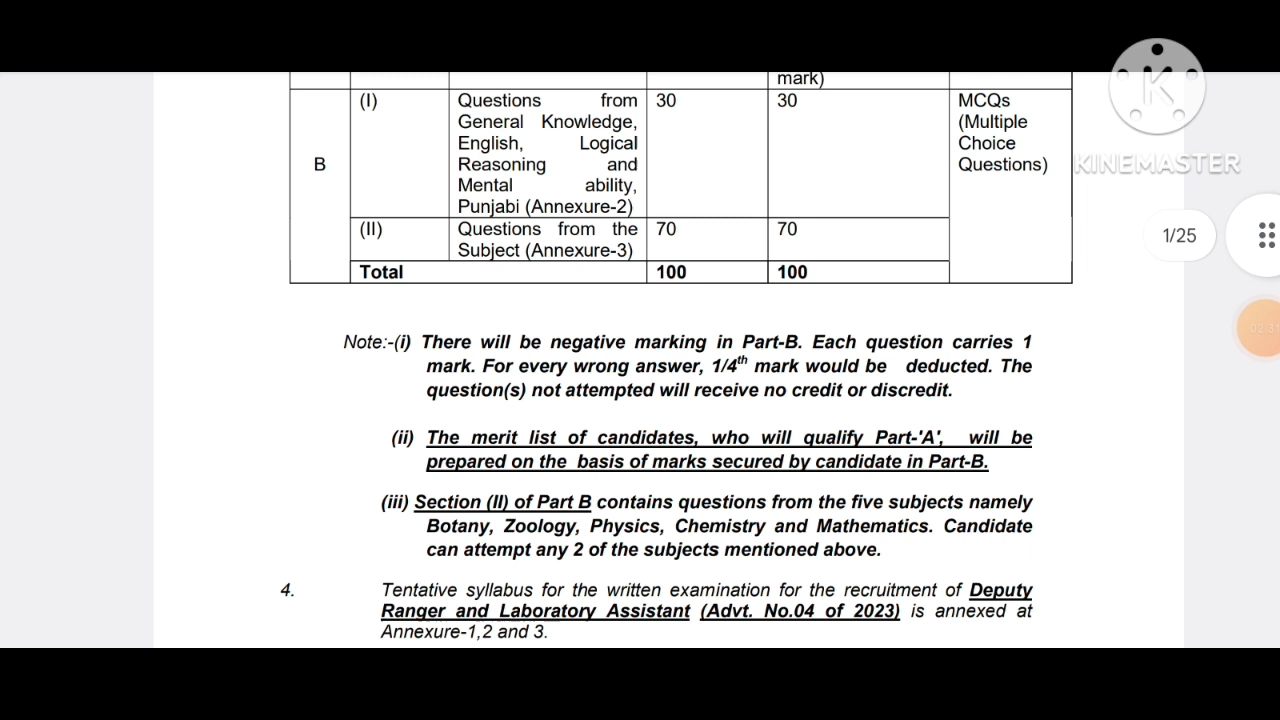 mark)
(I) Questions from 30 30 MCQs
General Knowledge, (Multiple
English, Logical Choice
B Reasoning and Questions)
Mental ability,
Punjabi (Annexure-2)
(II) Questions from the 70 70
Subject (Annexure-3)
Total 100 100
KINEMASTER
1/25
02:31
Note:-(i) There will be negative marking in Part-B. Each question carries 1
mark. For every wrong answer, 1/4th mark would be deducted. The
question(s) not attempted will receive no credit or discredit.
(ii) The merit list of candidates, who will qualify Part-'A', will be
prepared on the basis of marks secured by candidate in Part-B.
(iii) Section (II) of Part B contains questions from the five subjects namely
Botany, Zoology, Physics, Chemistry and Mathematics. Candidate
can attempt any 2 of the subjects mentioned above.
4. Tentative syllabus for the written examination for the recruitment of Deputy
Ranger and Laboratory Assistant (Advt. No.04 of 2023) is annexed at
Annexure-1,2 and 3.